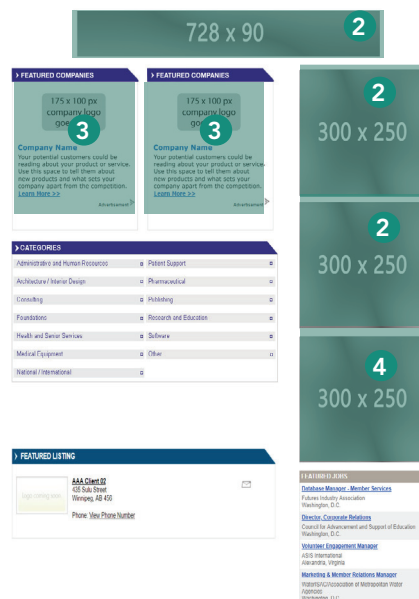 728 x 90
2
> FEATURED COMPANIES
> FEATURED COMPANIES
175 x 100 px
company logo
3
Company Name
Your potential customers could be
reading about your product or service.
Use this space to tell them about
new products and what sets your
company apart from the competition.
Learn More >>
Advertisement
175 x 100 px
company logo
3
Company Name
Your potential customers could be
reading about your product or service.
Use this space to tell them about
new products and what sets your
company apart from the competition.
Learn More >>
Advertisement
2
300 x 250
2
300 x 250
4
300 x 250
> CATEGORIES
Administrative and Human Resources
Patient Support
Architecture / Interior Design
Pharmaceutical
Consulting
Publishing
Foundations
Research and Education
Health and Senior Services
Software
Medical Equipment
Other
National / International
> FEATURED LISTING
AAA Client 02
435 Sulu Street
Winnipeg, AB 450
Phone: View Phone Number
FEATURED JOBS
Database Manager - Member Services
Futures Industry Association
Washington, D.C.
Director, Corporate Relations
Council for Advancement and Support of Education
Washington, D.C.
Volunteer Engagement Manager
ASIS International
Alexandria, Virginia
Marketing & Member Relations Manager
WaterISAC/Association of Metropolitan Water
Agencies
Washington, D.C.